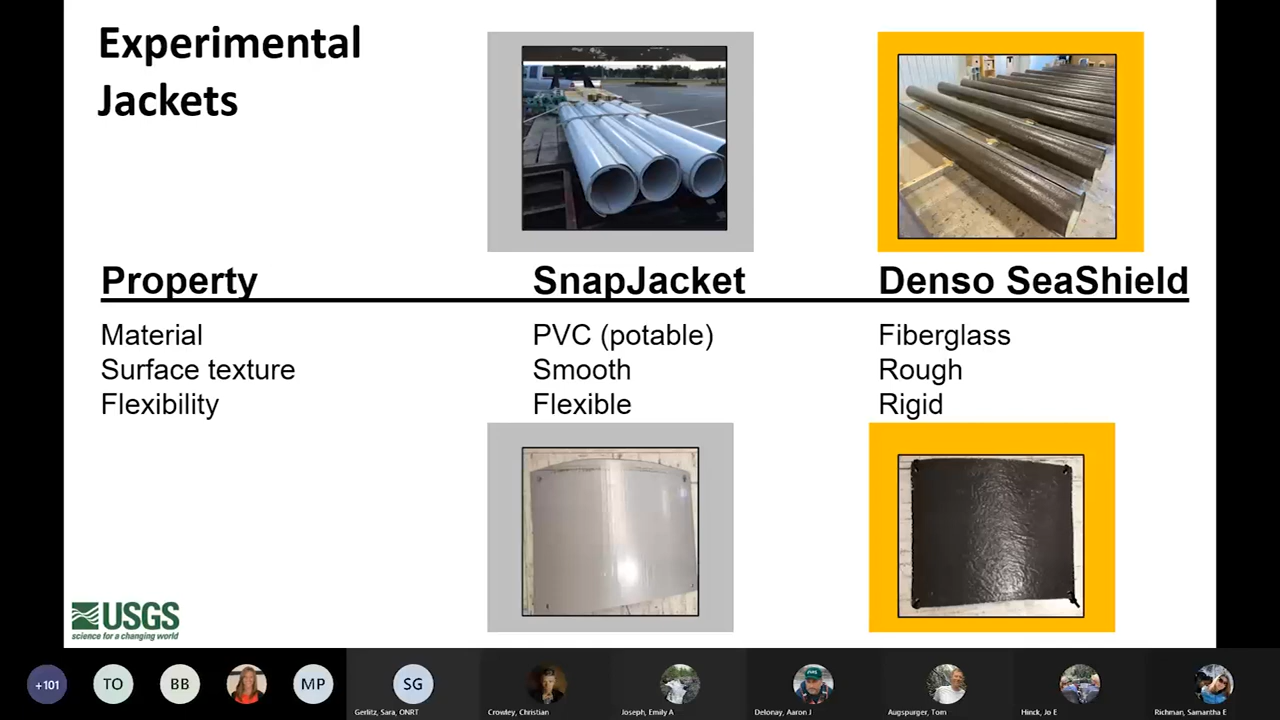 Experimental
Jackets
Property SnapJacket Denso SeaShield
Material PVC (potable) Fiberglass
Surface texture Smooth Rough
Flexibility Flexible Rigid
USGS
science for a changing world
+101 TO BB MP SG
Gerlitz, Sara, ONRT Crowley, Christian Joseph, Emily A Delonay, Aaron J Augspurger, Tom Hinck, Jo E Richman, Samantha E